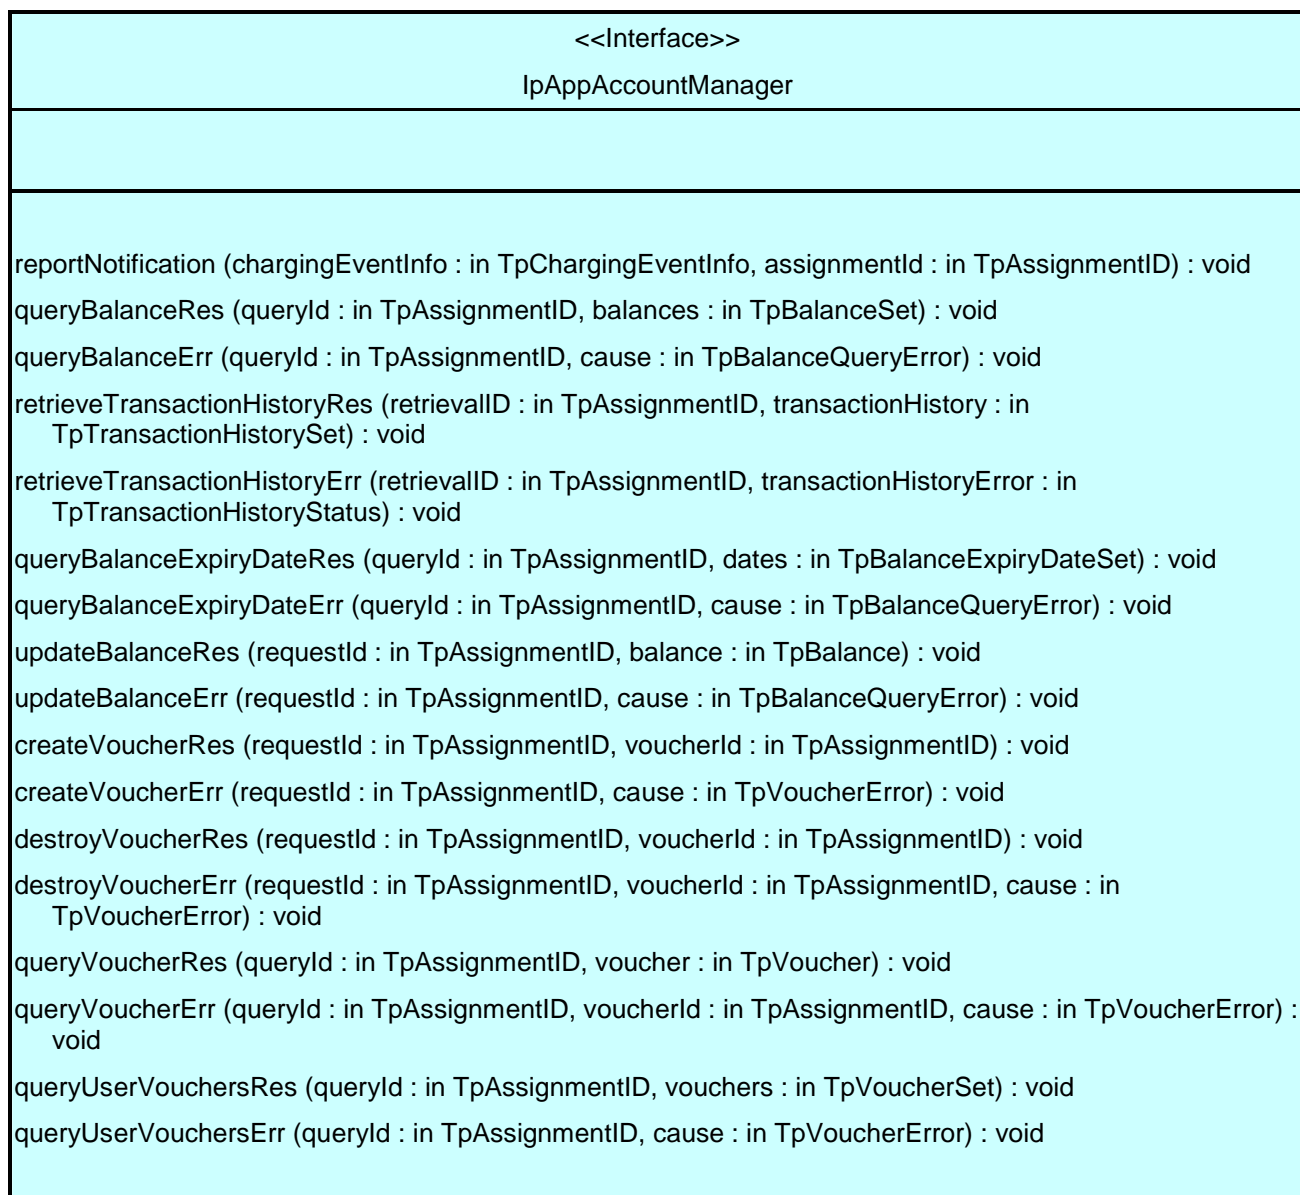 <<Interface>>
IpAppAccountManager
reportNotification (chargingEventInfo : in TpChargingEventInfo, assignmentId : in TpAssignmentID) : void
queryBalanceRes (queryId : in TpAssignmentID, balances : in TpBalanceSet) : void
queryBalanceErr (queryId : in TpAssignmentID, cause : in TpBalanceQueryError) : void
retrieveTransactionHistoryRes (retrievalID : in TpAssignmentID, transactionHistory : in
TpTransactionHistorySet) : void
retrieveTransactionHistoryErr (retrievalID : in TpAssignmentID, transactionHistoryError : in
TpTransactionHistoryStatus) : void
queryBalanceExpiryDateRes (queryId : in TpAssignmentID, dates : in TpBalanceExpiryDateSet) : void
queryBalanceExpiryDateErr (queryId : in TpAssignmentID, cause : in TpBalanceQueryError) : void
updateBalanceRes (requestId : in TpAssignmentID, balance : in TpBalance) : void
updateBalanceErr (requestId : in TpAssignmentID, cause : in TpBalanceQueryError) : void
createVoucherRes (requestId : in TpAssignmentID, voucherId : in TpAssignmentID) : void
createVoucherErr (requestId : in TpAssignmentID, cause : in TpVoucherError) : void
destroyVoucherRes (requestId : in TpAssignmentID, voucherId : in TpAssignmentID) : void
destroyVoucherErr (requestId : in TpAssignmentID, voucherId : in TpAssignmentID, cause : in
TpVoucherError) : void
queryVoucherRes (queryId : in TpAssignmentID, voucher : in TpVoucher) : void
queryVoucherErr (queryId : in TpAssignmentID, voucherId : in TpAssignmentID, cause : in TpVoucherError) :
void
queryUserVouchersRes (queryId : in TpAssignmentID, vouchers : in TpVoucherSet) : void
queryUserVouchersErr (queryId : in TpAssignmentID, cause : in TpVoucherError) : void